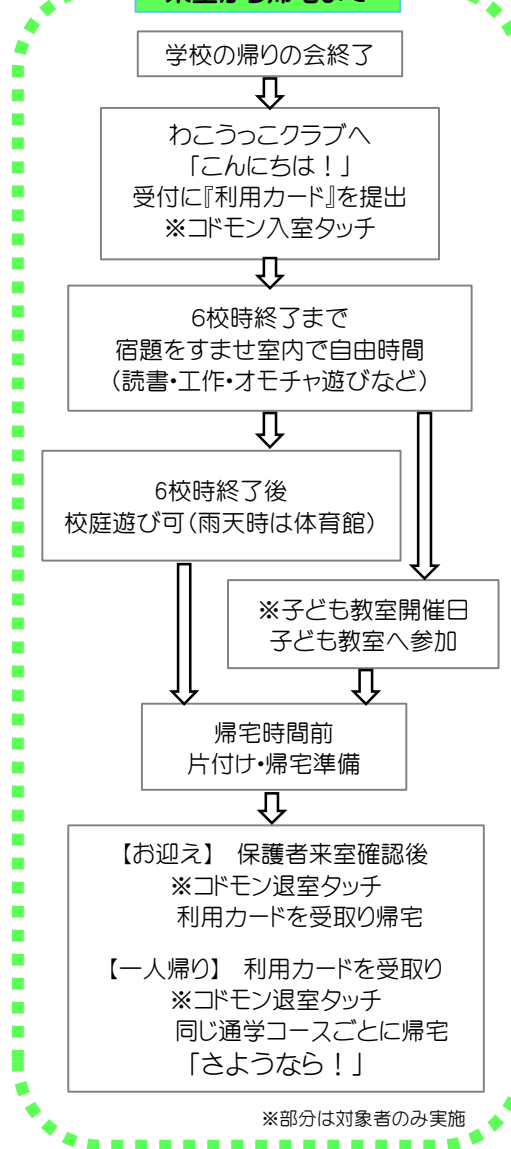 学校の帰りの会終了
わこうっこクラブへ
「こんにちは！」
受付に『利用カード』を提出
※コドモン入室タッチ
6校時終了まで
宿題をすませ室内で自由時間
（読書・工作・オモチャ遊びなど）
6校時終了後
校庭遊び可（雨天時は体育館）
※子ども教室開催日
子ども教室へ参加
帰宅時間前
片付け・帰宅準備
【お迎え】 保護者来室確認後
※コドモン退室タッチ
利用カードを受取り帰宅
【一人帰り】 利用カードを受取り
※コドモン退室タッチ
同じ通学コースごとに帰宅
「さようなら！」
※部分は対象者のみ実施